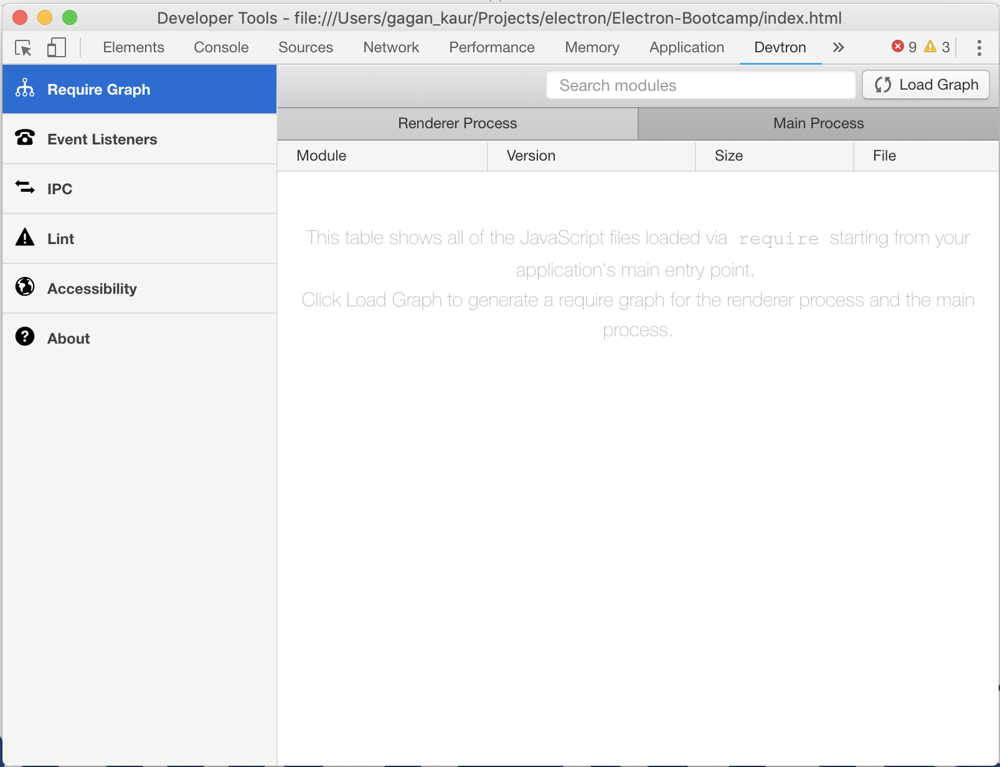 Developer Tools - file:///Users/gagan_kaur/Projects/electron/Electron-Bootcamp/index.html
Elements Console Sources Network Performance Memory Application Devtron » 9 3
Require Graph
Search modules
Load Graph
Renderer Process Main Process
Module Version Size File
Event Listeners
IPC
Lint
Accessibility
About
This table shows all of the JavaScript files loaded via require starting from your
application's main entry point.
Click Load Graph to generate a require graph for the renderer process and the main
process.